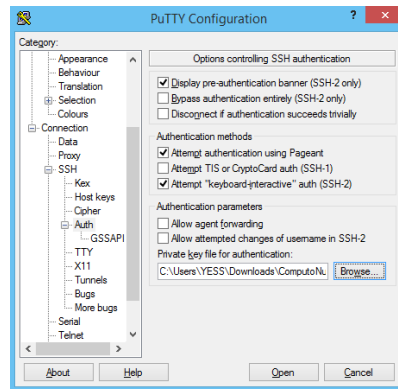 PuTTY Configuration
Category:
Appearance
Behaviour
Translation
Selection
Colours
Connection
Data
Proxy
SSH
Kex
Host keys
Cipher
Auth
GSSAPI
TTY
X11
Tunnels
Bugs
More bugs
Serial
Telnet
Options controlling SSH authentication
Display pre-authentication banner (SSH-2 only)
Bypass authentication entirely (SSH-2 only)
Disconnect if authentication succeeds trivially
Authentication methods
Attempt authentication using Pageant
Attempt TIS or CryptoCard auth (SSH-1)
Attempt "keyboard-interactive" auth (SSH-2)
Authentication parameters
Allow agent forwarding
Allow attempted changes of username in SSH-2
Private key file for authentication:
C:\Users\YESS\Downloads\ComputoNu Browse...
About Help Open Cancel